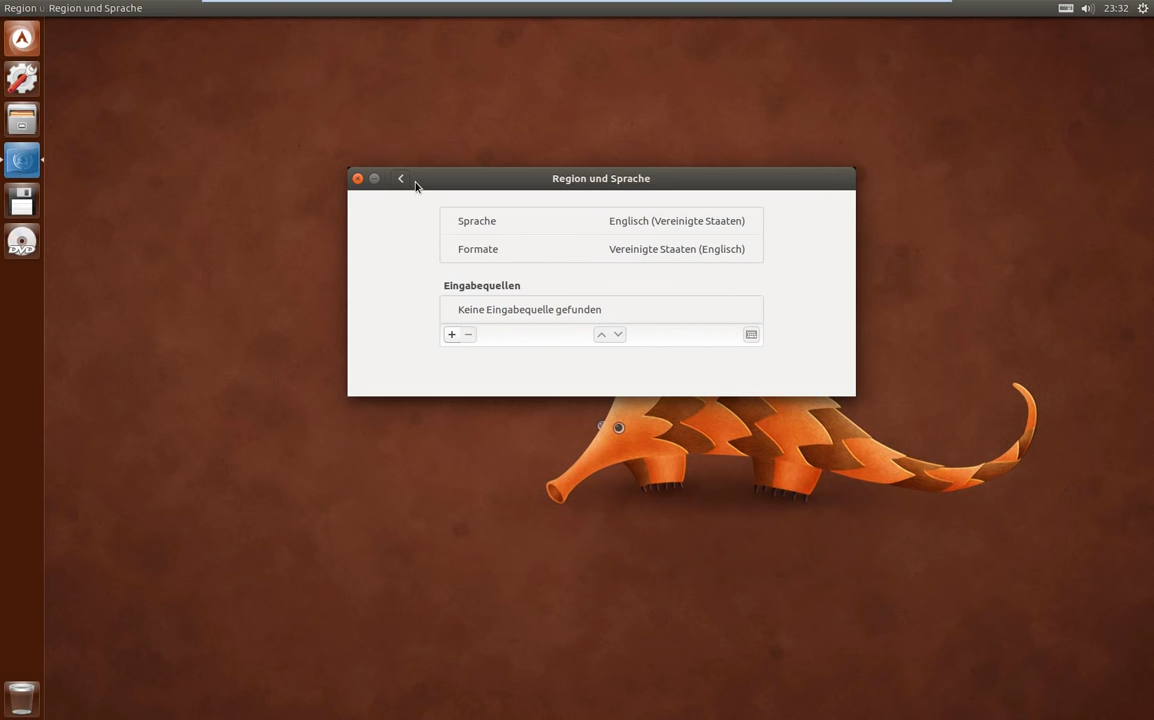 Region u Region und Sprache
23:32
DVD
Region und Sprache
Sprache Englisch (Vereinigte Staaten)
Formate Vereinigte Staaten (Englisch)
Eingabequellen
Keine Eingabequelle gefunden